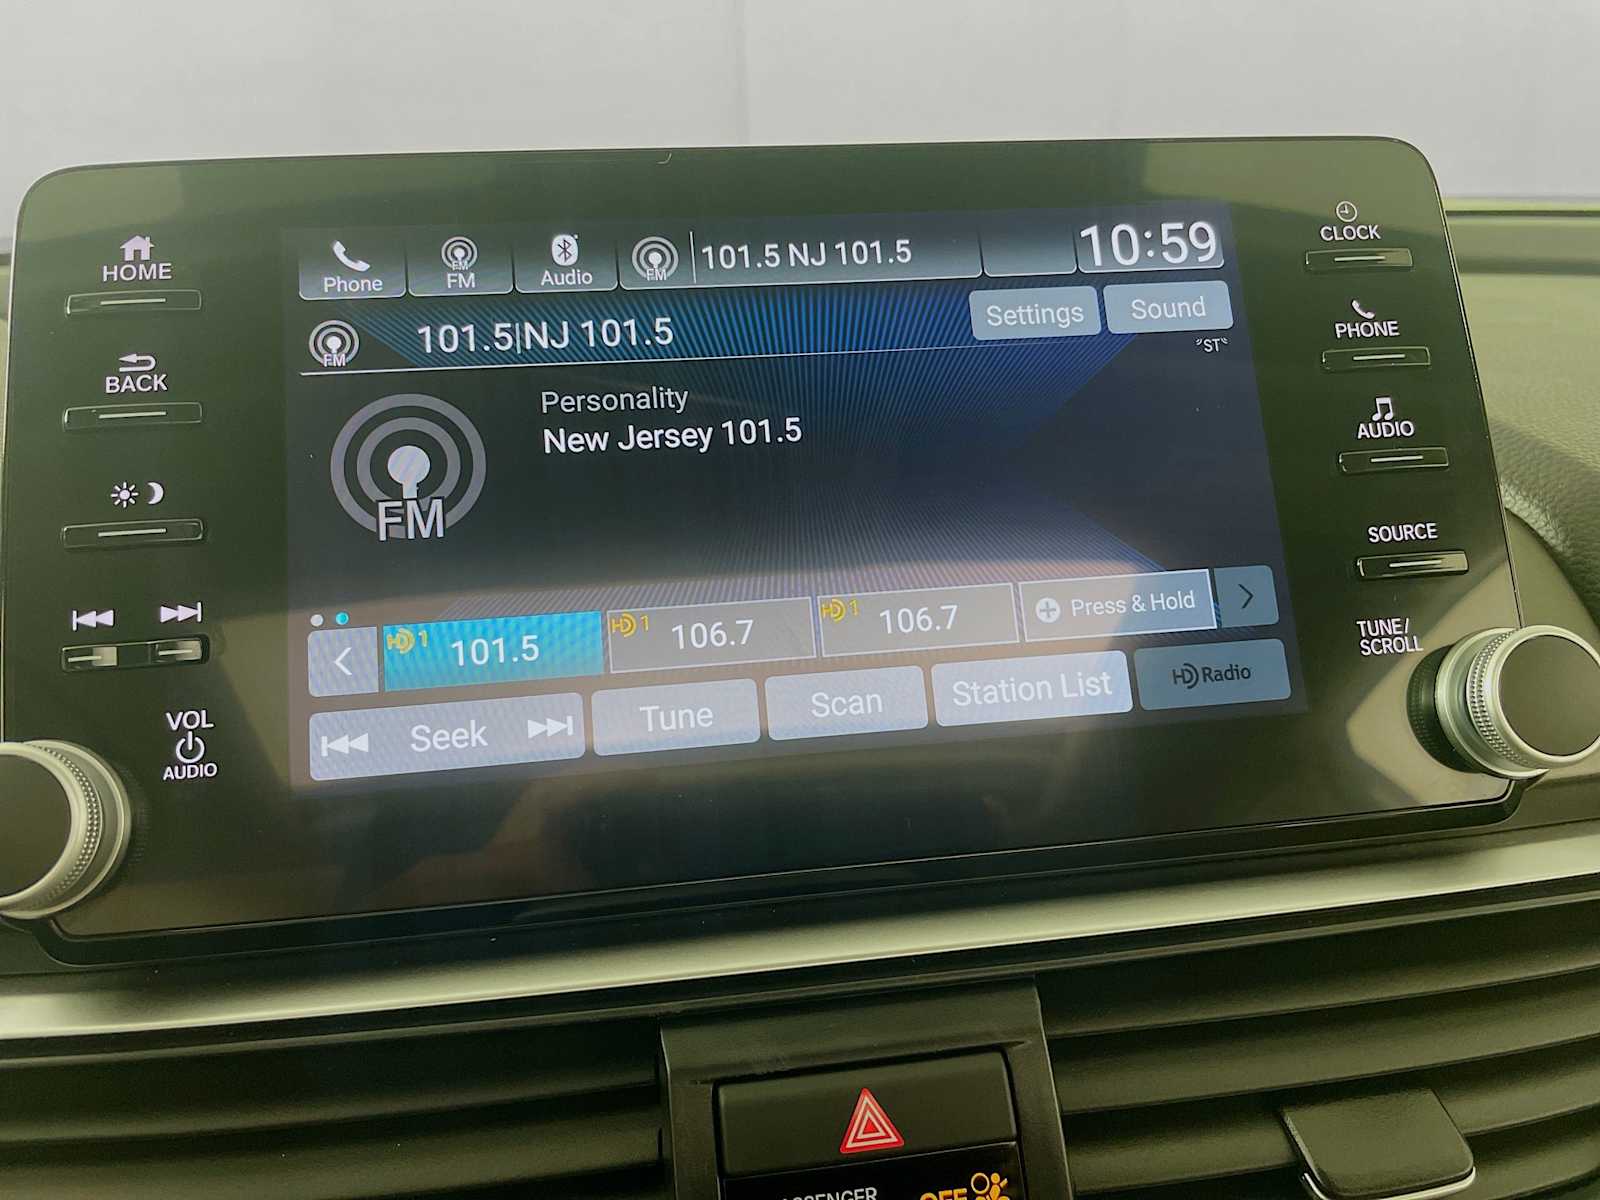 HOME
BACK
VOL
AUDIO
Phone
FM
FM
Audio
FM
101.5 NJ 101.5
10:59
FM
101.5|NJ 101.5
Settings
Sound
"ST"
FM
Personality
New Jersey 101.5
HD 1 101.5
HD 1 106.7
HD 1 106.7
Press & Hold
Seek
Tune
Scan
Station List
HD Radio
CLOCK
PHONE
AUDIO
SOURCE
TUNE/
SCROLL
OFF